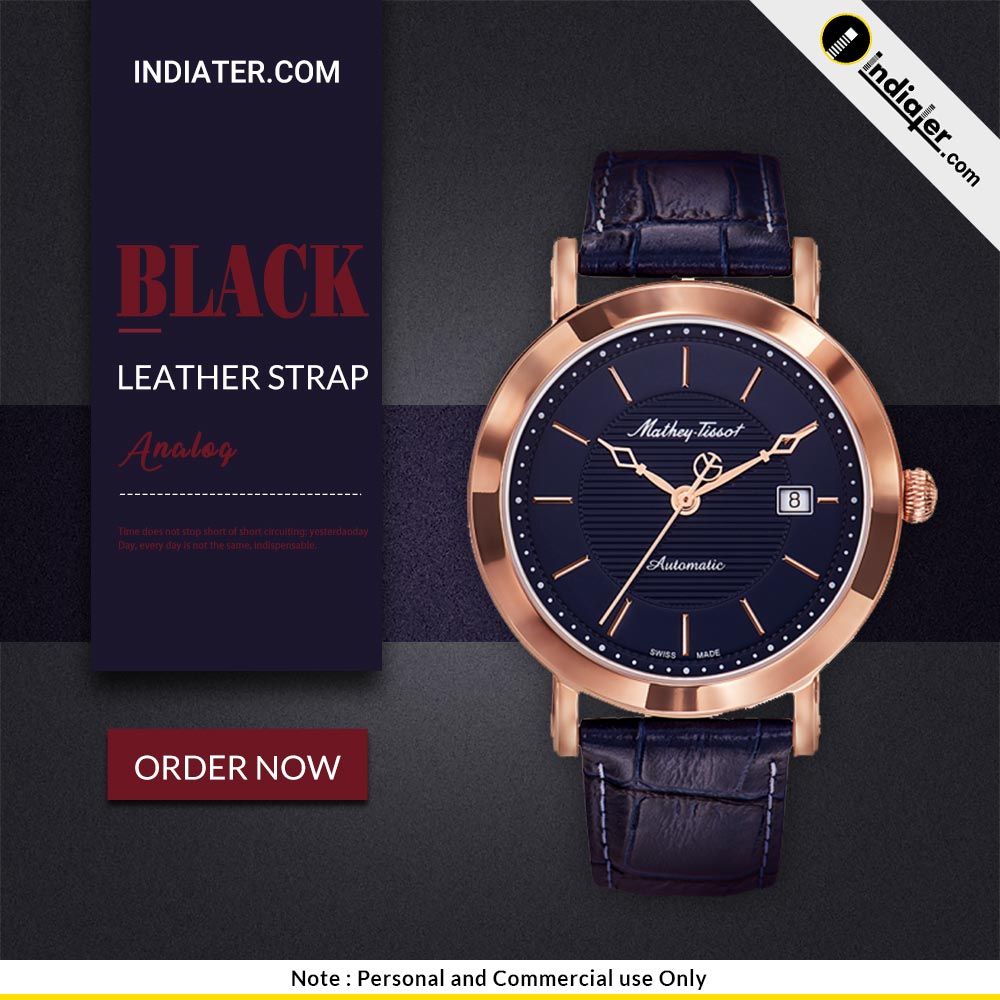 INDIATER.COM
indiater.com
BLACK
LEATHER STRAP
Analog
Time does not stop short of short circuiting; yesterdaoday
Day, every day is not the same, indispensable.
ORDER NOW
Mathey-Tissot
8
Automatic
SWISS MADE
Note : Personal and Commercial use Only